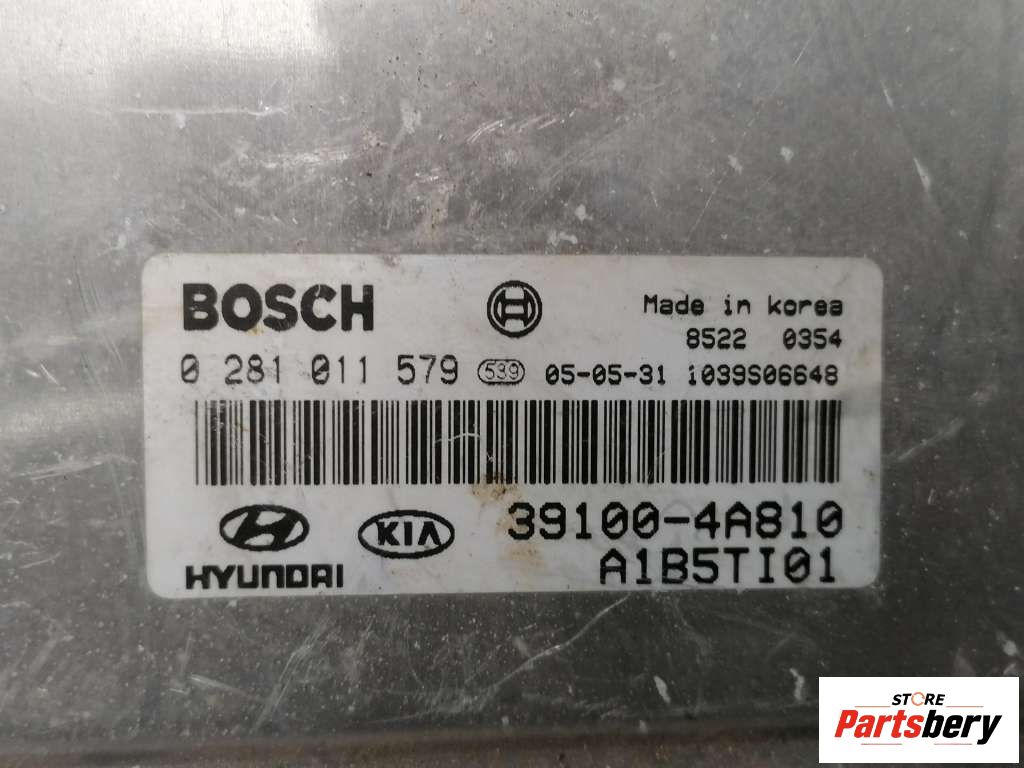 BOSCH
Made in korea
8522 0354
0 281 011 579 539 05-05-31 1039S06648
HYUNDAI
KIA
39100-4A810
A1B5TI01
STORE
Partsbery